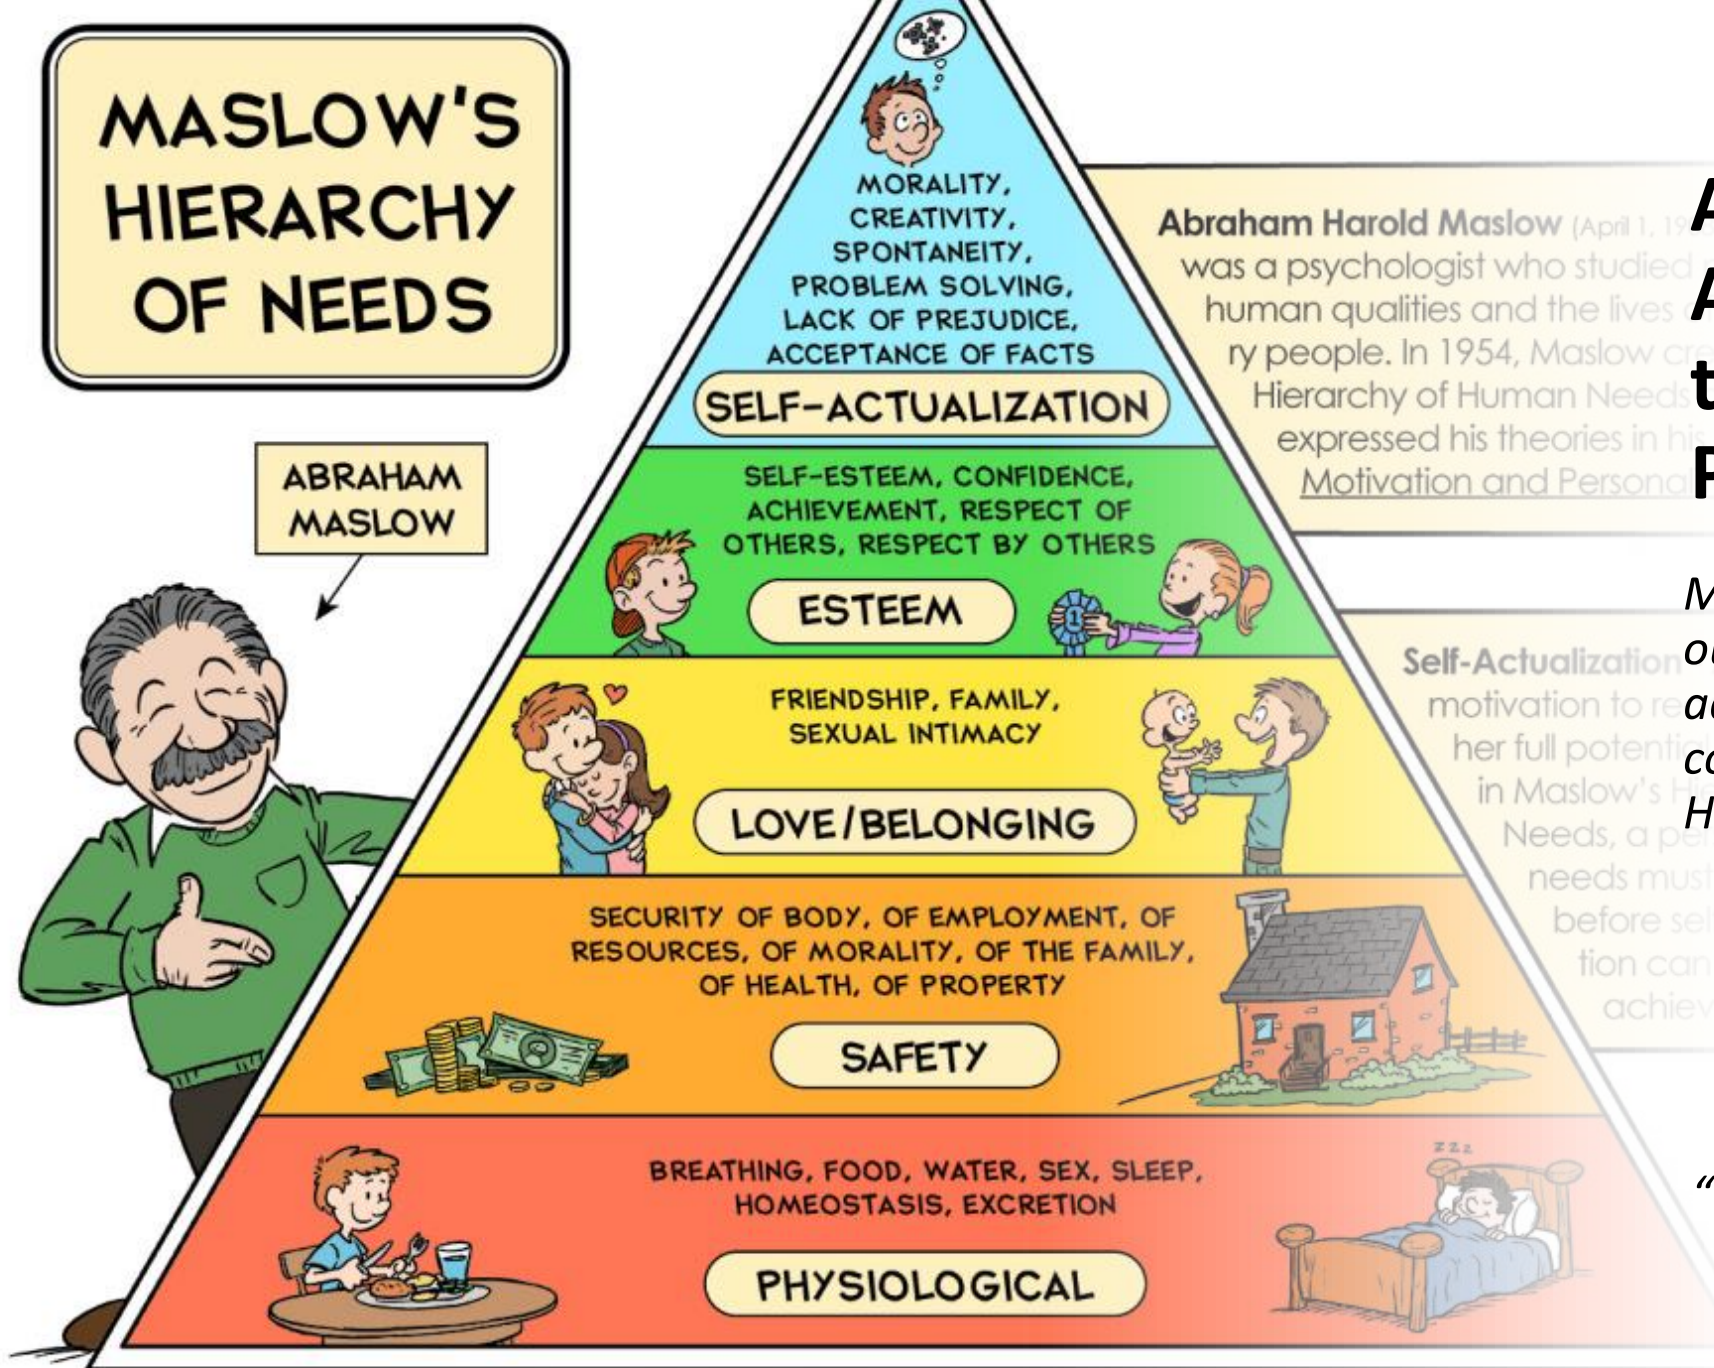 MASLOW'S
HIERARCHY
OF NEEDS
ABRAHAM
MASLOW
MORALITY,
CREATIVITY,
SPONTANEITY,
PROBLEM SOLVING,
LACK OF PREJUDICE,
ACCEPTANCE OF FACTS
SELF-ACTUALIZATION
SELF-ESTEEM, CONFIDENCE,
ACHIEVEMENT, RESPECT OF
OTHERS, RESPECT BY OTHERS
ESTEEM
1
FRIENDSHIP, FAMILY,
SEXUAL INTIMACY
LOVE/BELONGING
SECURITY OF BODY, OF EMPLOYMENT, OF
RESOURCES, OF MORALITY, OF THE FAMILY,
OF HEALTH, OF PROPERTY
SAFETY
BREATHING, FOOD, WATER, SEX, SLEEP,
HOMEOSTASIS, EXCRETION
PHYSIOLOGICAL
zzz
Abraham Harold Maslow (April 1,
was a psychologist who studied
human qualities and the lives
ry people. In 1954, Maslow
Hierarchy of Human Needs
expressed his theories in his
Motivation and
Self-Actualization
motivation to
her full
in Maslow's
Needs, a
needs must
before
tion can